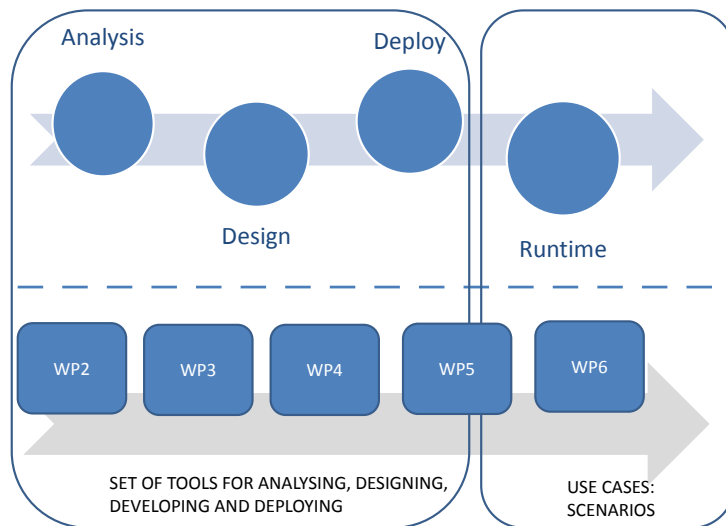 Analysis
Deploy
Design
Runtime
WP2
WP3
WP4
WP5
WP6
SET OF TOOLS FOR ANALYSING, DESIGNING,
DEVELOPING AND DEPLOYING
USE CASES:
SCENARIOS